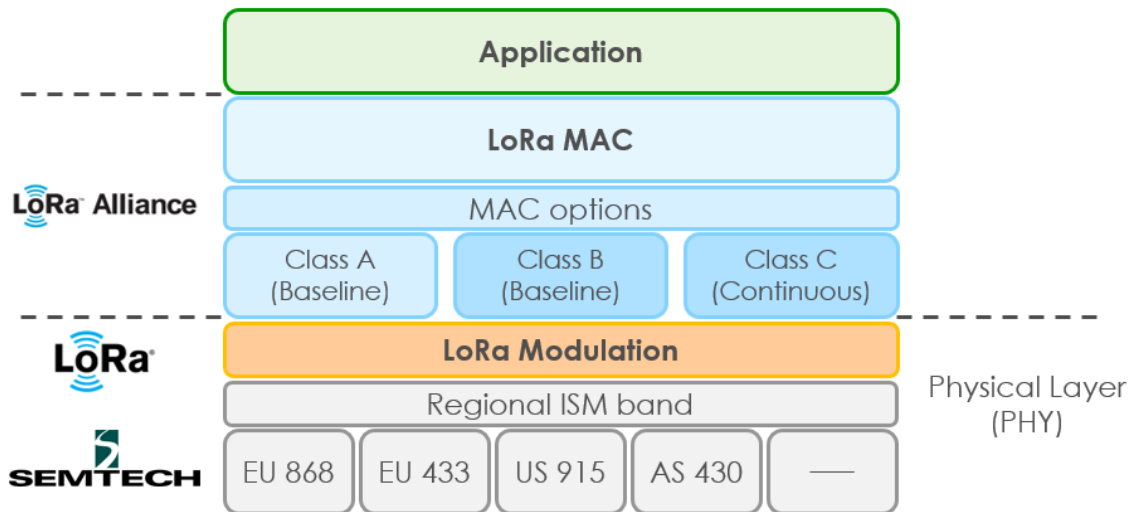 Application
LoRa Alliance
LoRa MAC
MAC options
Class A
(Baseline)
Class B
(Baseline)
Class C
(Continuous)
LoRa
LoRa Modulation
Regional ISM band
Physical Layer
(PHY)
SEMTECH
EU 868
EU 433
US 915
AS 430